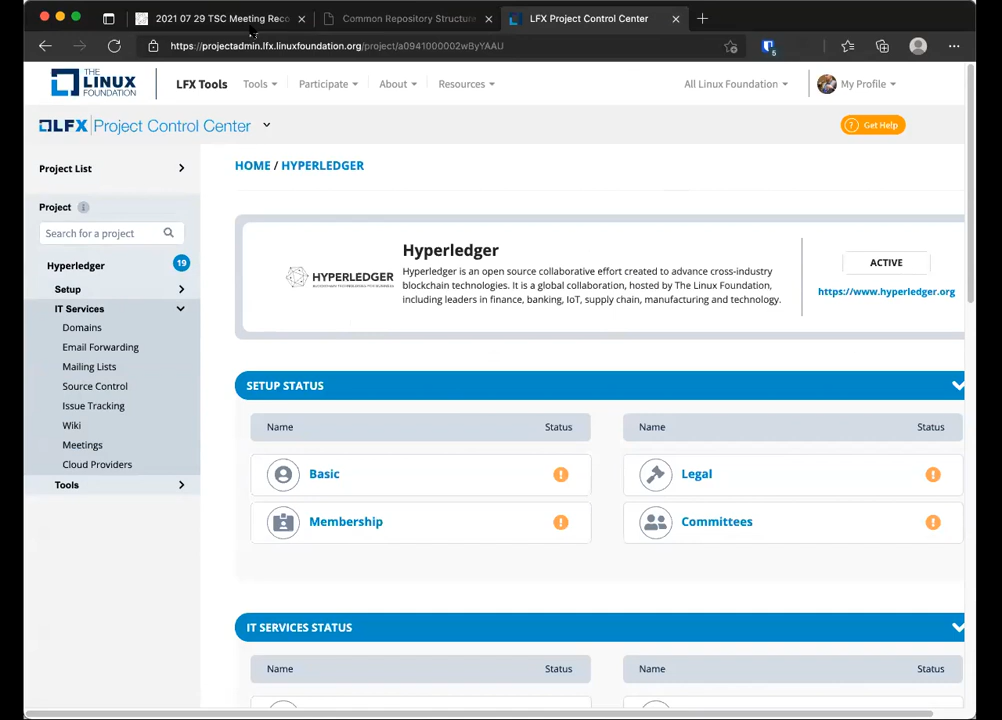 2021 07 29 TSC Meeting Reco
Common Repository Structure
LFX Project Control Center
https://projectadmin.lfx.linuxfoundation.org/project/a0941000002wByYAAU
5
THE LINUX FOUNDATION
LFX Tools
Tools
Participate
About
Resources
All Linux Foundation
My Profile
LFX Project Control Center
Get Help
Project List
HOME / HYPERLEDGER
Project
Search for a project
Hyperledger
19
Setup
IT Services
Domains
Email Forwarding
Mailing Lists
Source Control
Issue Tracking
Wiki
Meetings
Cloud Providers
Tools
HYPERLEDGER
Hyperledger
Hyperledger is an open source collaborative effort created to advance cross-industry
blockchain technologies. It is a global collaboration, hosted by The Linux Foundation,
including leaders in finance, banking, IoT, supply chain, manufacturing and technology.
ACTIVE
https://www.hyperledger.org
SETUP STATUS
Name Status Name Status
Basic Legal
Membership Committees
IT SERVICES STATUS
Name Status Name Status